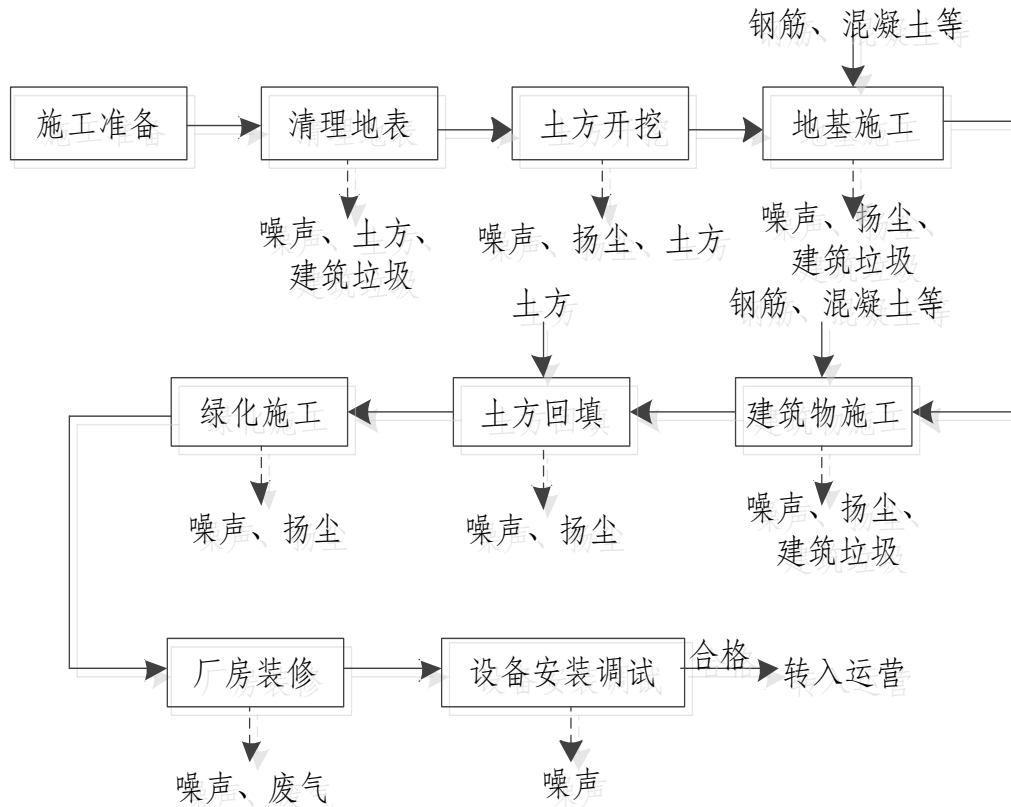 钢筋、混凝土等
施工准备
清理地表
土方开挖
地基施工
噪声、土方、
建筑垃圾
噪声、扬尘、土方
噪声、扬尘、
建筑垃圾
土方
钢筋、混凝土等
绿化施工
土方回填
建筑物施工
噪声、扬尘
噪声、扬尘
噪声、扬尘、
建筑垃圾
厂房装修
设备安装调试
合格
转入运营
噪声、废气
噪声